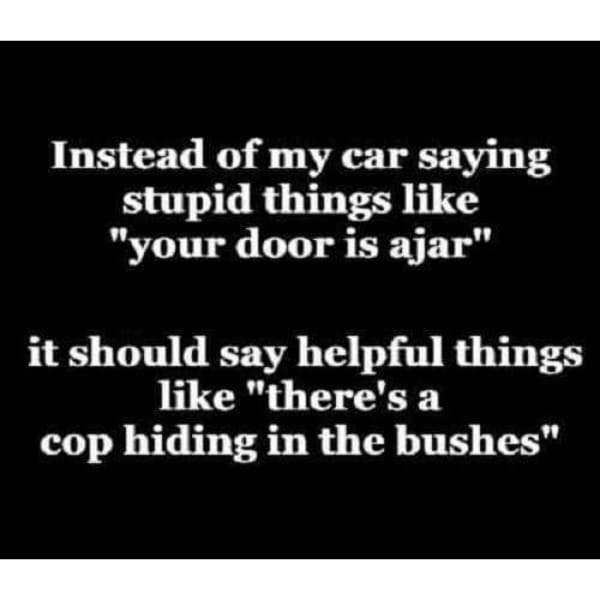 Instead of my car saying
stupid things like
"your door is ajar"
it should say helpful things
like "there's a
cop hiding in the bushes"